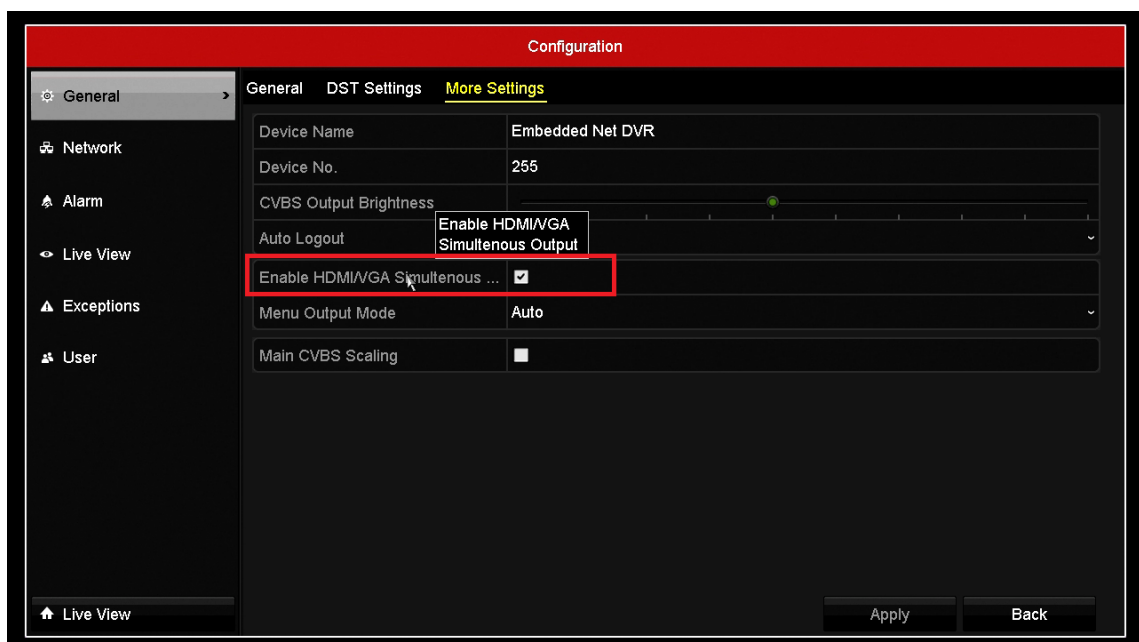 Configuration
General
General DST Settings More Settings
Device Name Embedded Net DVR
Network
Device No. 255
Alarm
CVBS Output Brightness
Enable HDMI/VGA
Simultenous Output
Auto Logout
Live View
Enable HDMI/VGA Simultenous ...
Exceptions
Menu Output Mode Auto
User
Main CVBS Scaling
Live View
Apply Back